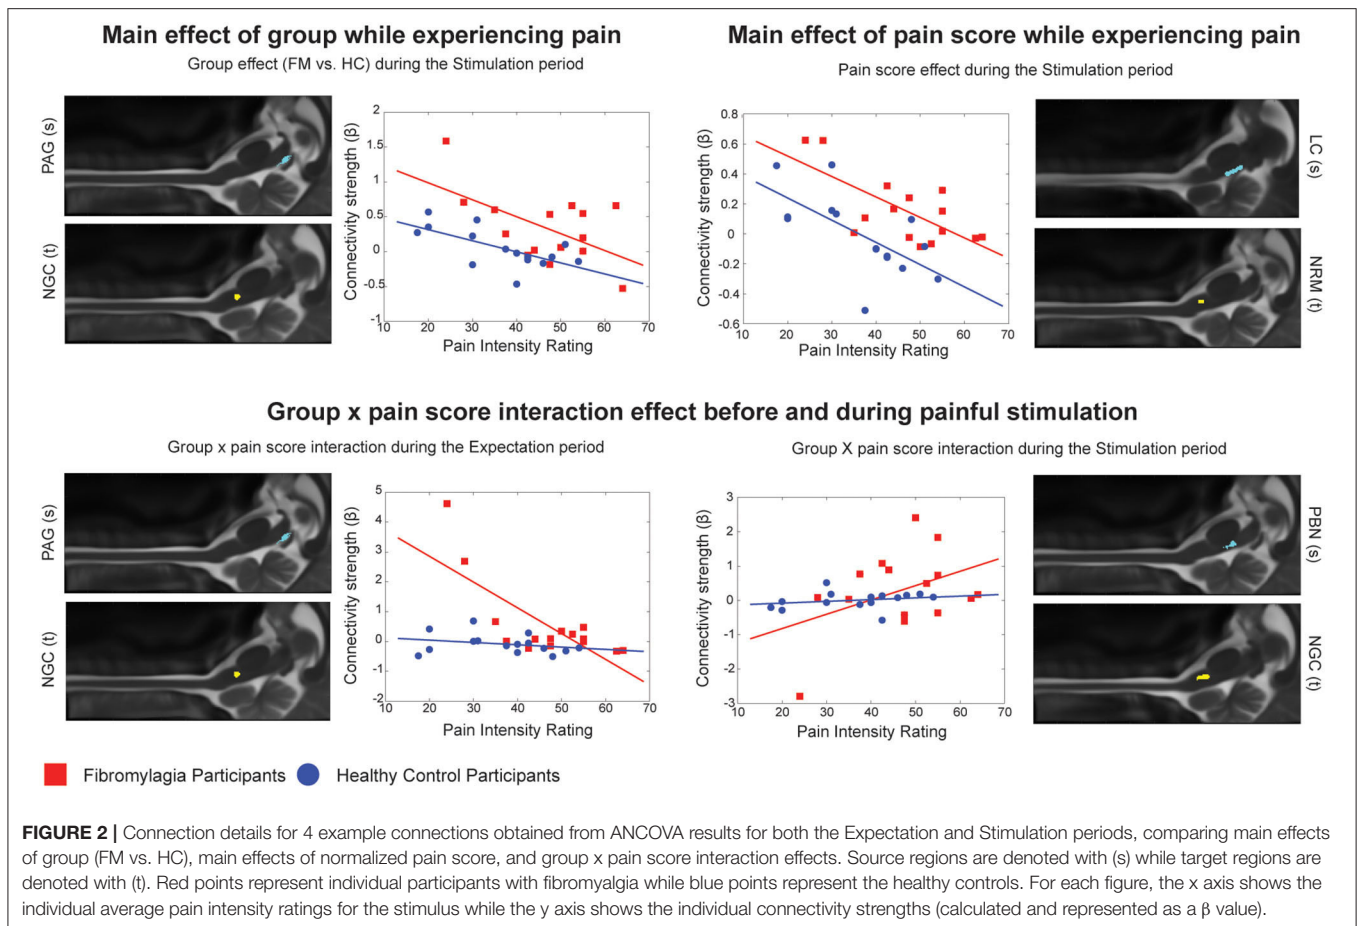 Main effect of group while experiencing pain
Group effect (FM vs. HC) during the Stimulation period
PAG (s)
NGC (t)
Connectivity strength (β)
2
1.5
1
0.5
0
-0.5
-1
10 20 30 40 50 60 70
Pain Intensity Rating
Main effect of pain score while experiencing pain
Pain score effect during the Stimulation period
Connectivity strength (β)
0.8
0.6
0.4
0.2
0
-0.2
-0.4
-0.6
10 20 30 40 50 60 70
Pain Intensity Rating
LC (s)
NRM (t)
Group x pain score interaction effect before and during painful stimulation
Group x pain score interaction during the Expectation period
PAG (s)
NGC (t)
Connectivity strength (β)
5
4
3
2
1
0
-1
-2
10 20 30 40 50 60 70
Pain Intensity Rating
Group X pain score interaction during the Stimulation period
Connectivity strength (β)
3
2
1
0
-1
-2
-3
10 20 30 40 50 60 70
Pain Intensity Rating
PBN (s)
NGC (t)
Fibromylagia Participants
Healthy Control Participants
FIGURE 2 | Connection details for 4 example connections obtained from ANCOVA results for both the Expectation and Stimulation periods, comparing main effects
of group (FM vs. HC), main effects of normalized pain score, and group x pain score interaction effects. Source regions are denoted with (s) while target regions are
denoted with (t). Red points represent individual participants with fibromyalgia while blue points represent the healthy controls. For each figure, the x axis shows the
individual average pain intensity ratings for the stimulus while the y axis shows the individual connectivity strengths (calculated and represented as a β value).